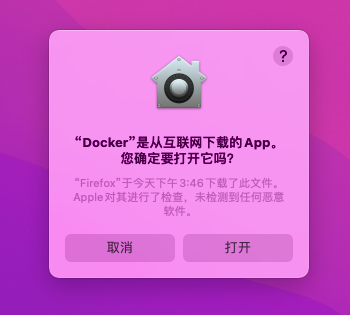 ?
“Docker”是从互联网下载的App。
您确定要打开它吗？
“Firefox”于今天下午3:46下载了此文件。
Apple对其进行了检查，未检测到任何恶意
软件。
取消 打开